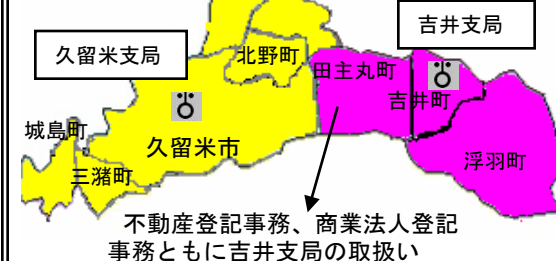 吉井支局
久留米支局
北野町
田主丸町
吉井町
城島町
久留米市
三潴町
浮羽町
不動産登記事務、商業法人登記
事務ともに吉井支局の取扱い